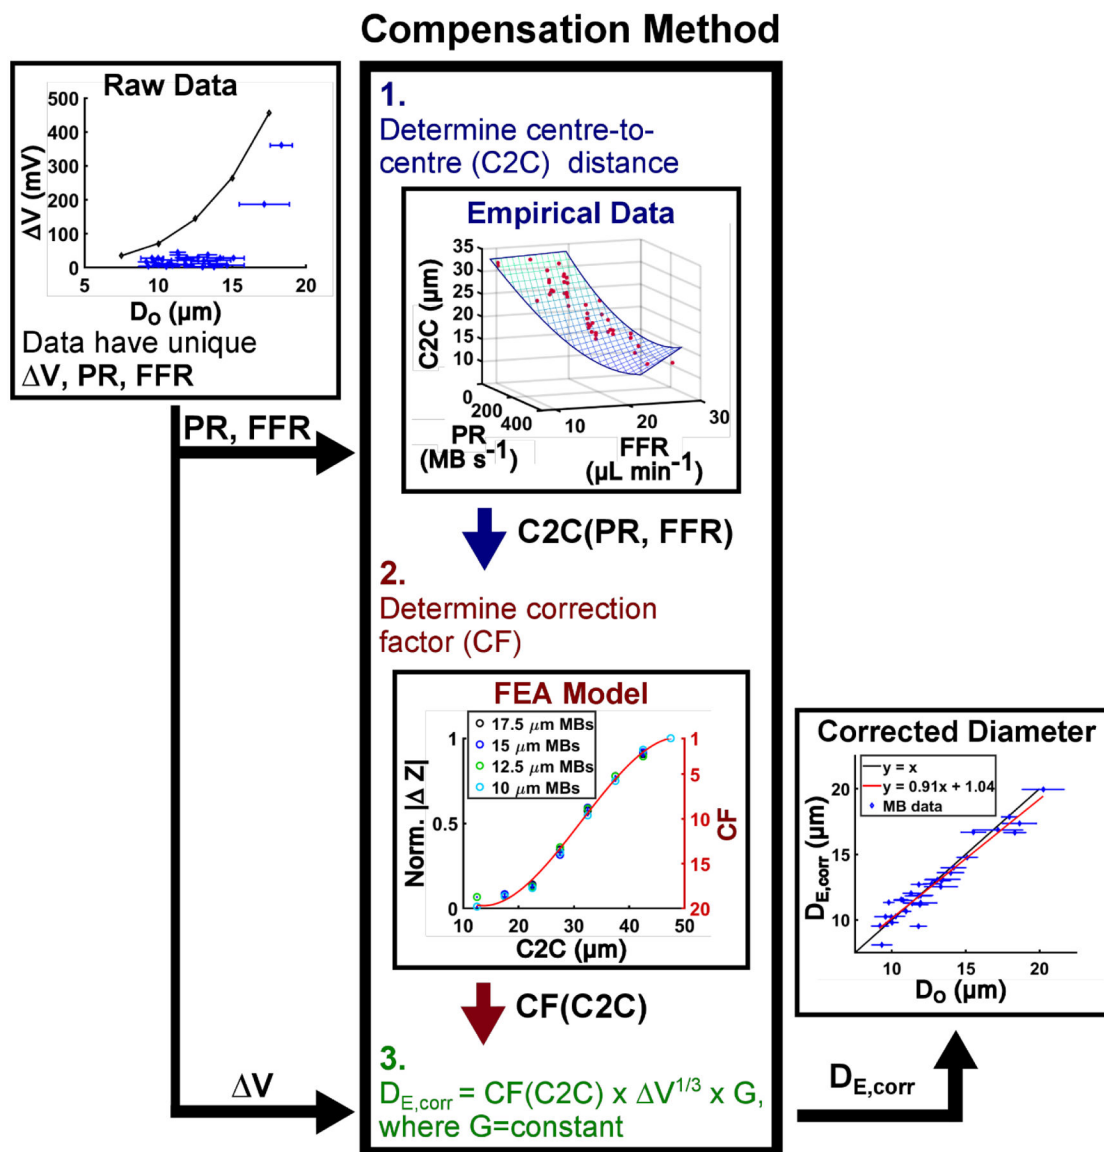 Compensation Method
Raw Data
500
400
300
200
100
0
ΔV (mV)
5 10 15 20
D_O (μm)
Data have unique
ΔV, PR, FFR
PR, FFR
ΔV
1.
Determine centre-to-
centre (C2C) distance
Empirical Data
35
30
25
20
15
10
C2C (μm)
0
200
400
PR
(MB s⁻¹)
10 20 30
FFR
(μL min⁻¹)
C2C(PR, FFR)
2.
Determine correction
factor (CF)
FEA Model
17.5 μm MBs
15 μm MBs
12.5 μm MBs
10 μm MBs
1
0.5
0
Norm. |Δ Z|
1
5
10
15
20
CF
10 20 30 40 50
C2C (μm)
CF(C2C)
3.
D_E,corr = CF(C2C) x ΔV^1/3 x G,
where G=constant
D_E,corr
Corrected Diameter
y = x
y = 0.91x + 1.04
MB data
20
15
10
D_E,corr (μm)
10 15 20
D_O (μm)